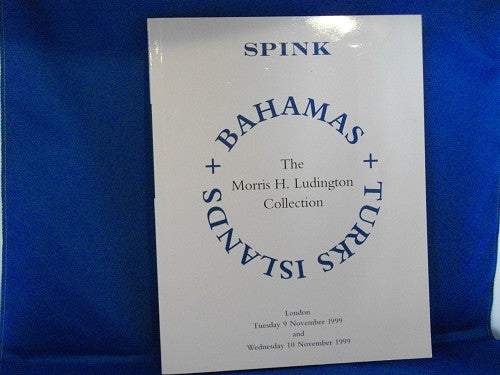 SPINK
+ BAHAMAS + TURKS ISLANDS
The
Morris H. Ludington
Collection
London
Tuesday 9 November 1999
and
Wednesday 10 November 1999